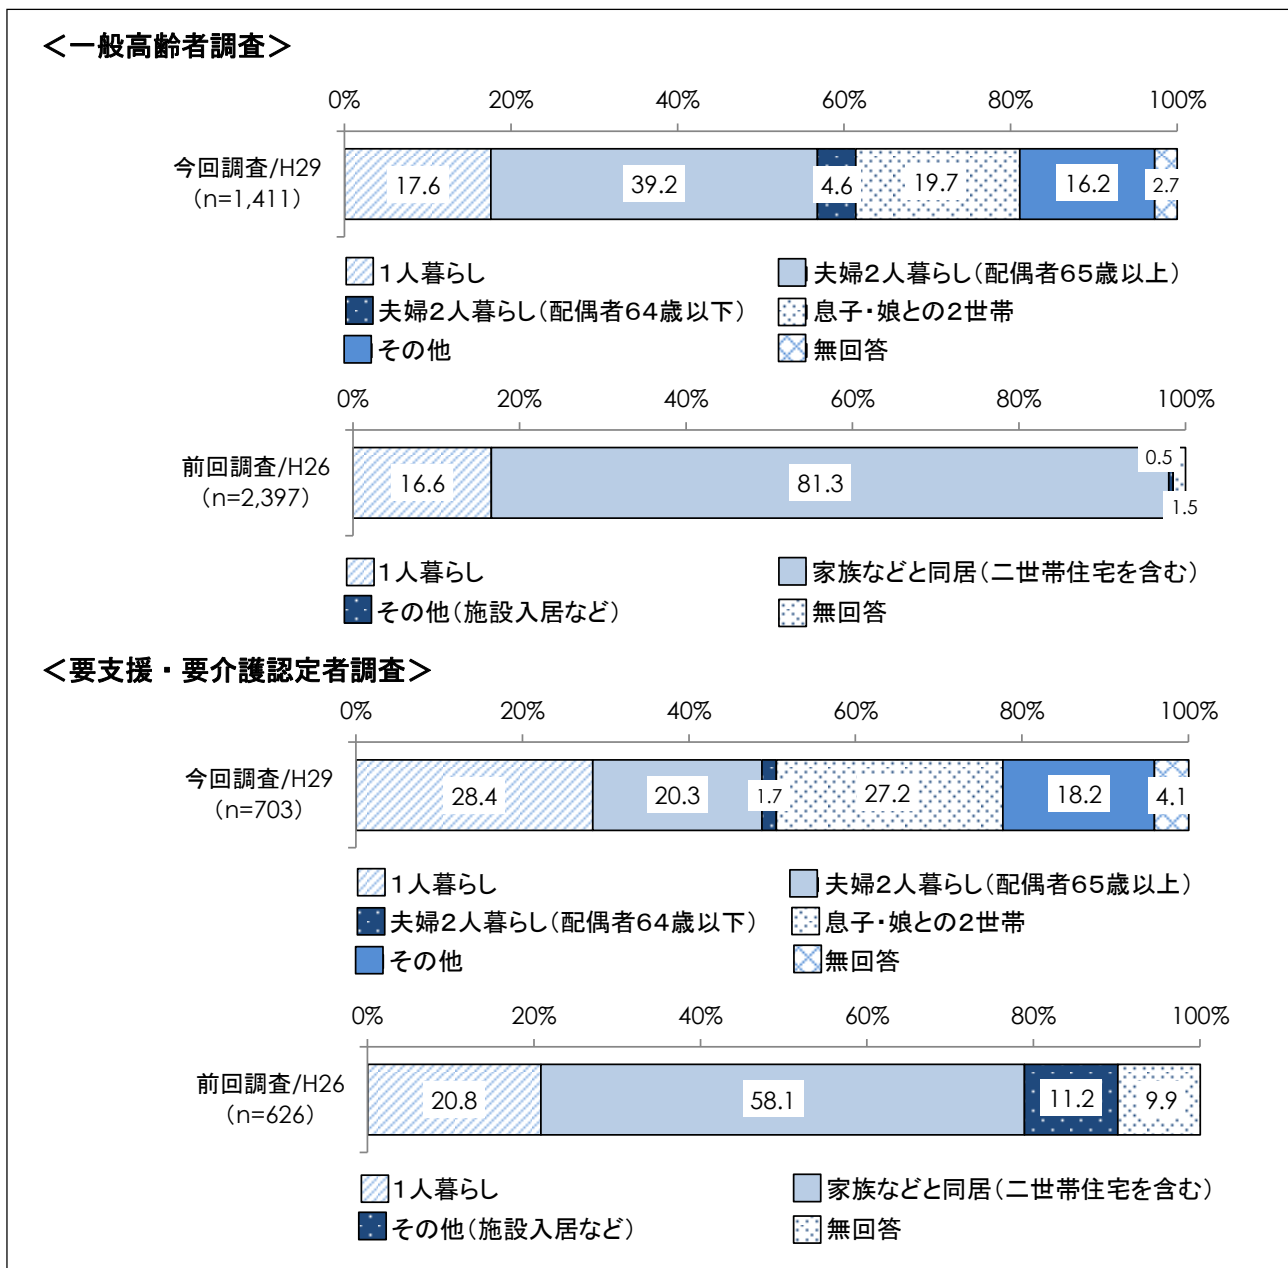 ＜一般高齢者調査＞
0% 20% 40% 60% 80% 100%
今回調査/H29
（n=1,411）
17.6 39.2 4.6 19.7 16.2 2.7
１人暮らし 夫婦２人暮らし（配偶者６５歳以上）
夫婦２人暮らし（配偶者６４歳以下） 息子・娘との２世帯
その他 無回答
0% 20% 40% 60% 80% 100%
前回調査/H26
（n=2,397）
16.6 81.3 0.5 1.5
１人暮らし 家族などと同居（二世帯住宅を含む）
その他（施設入居など） 無回答
＜要支援・要介護認定者調査＞
0% 20% 40% 60% 80% 100%
今回調査/H29
（n=703）
28.4 20.3 1.7 27.2 18.2 4.1
１人暮らし 夫婦２人暮らし（配偶者６５歳以上）
夫婦２人暮らし（配偶者６４歳以下） 息子・娘との２世帯
その他 無回答
0% 20% 40% 60% 80% 100%
前回調査/H26
（n=626）
20.8 58.1 11.2 9.9
１人暮らし 家族などと同居（二世帯住宅を含む）
その他（施設入居など） 無回答